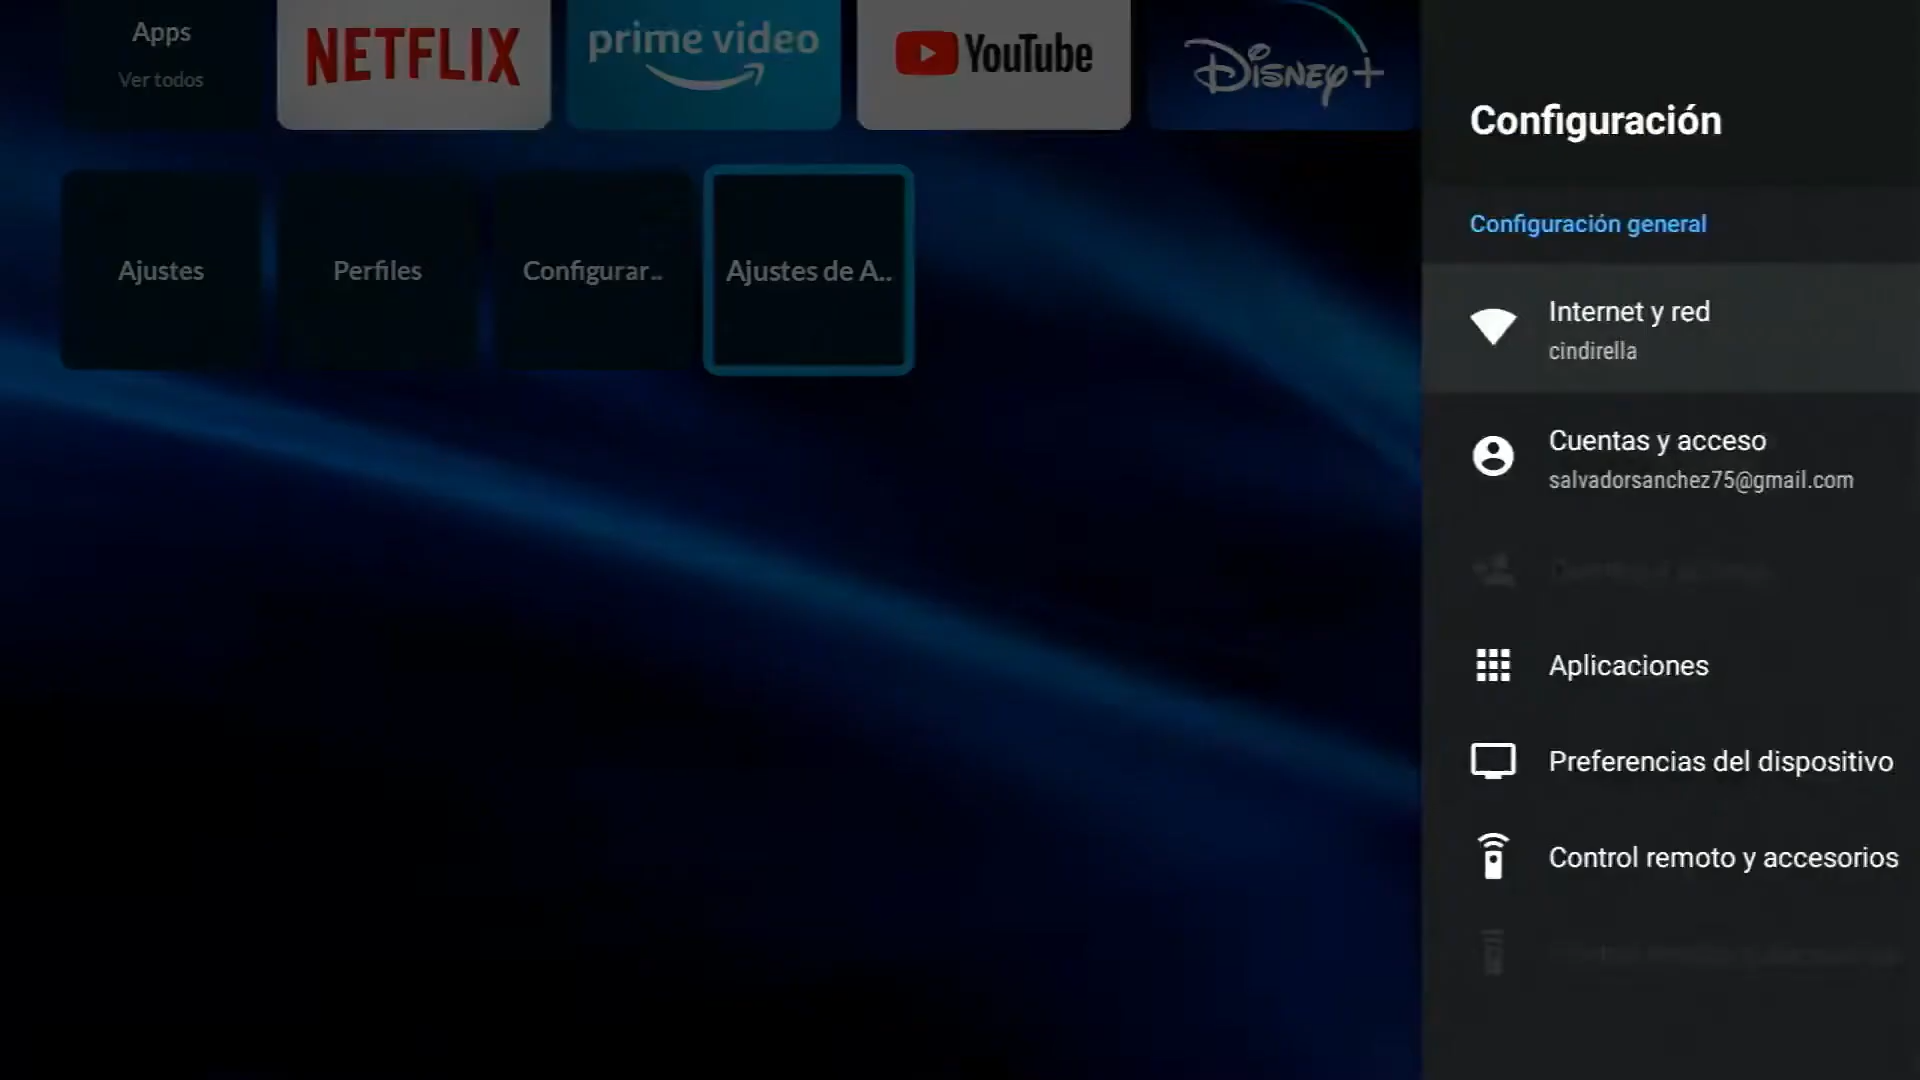 Apps
Ver todos
NETFLIX
prime video
YouTube
Disney+
Ajustes
Perfiles
Configurar..
Ajustes de A..
Configuración
Configuración general
Internet y red
cindirella
Cuentas y acceso
salvadorsanchez75@gmail.com
Aplicaciones
Preferencias del dispositivo
Control remoto y accesorios